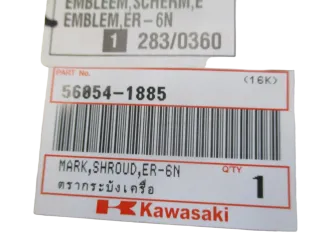 EMBLEEM,SCHERM,E
EMBLEM,ER-6N
1 283/0360
PART No.
(16K)
56054-1885
MARK,SHROUD,ER-6N
Q'TY
ตรากระบังเครื่อ
1
Kawasaki